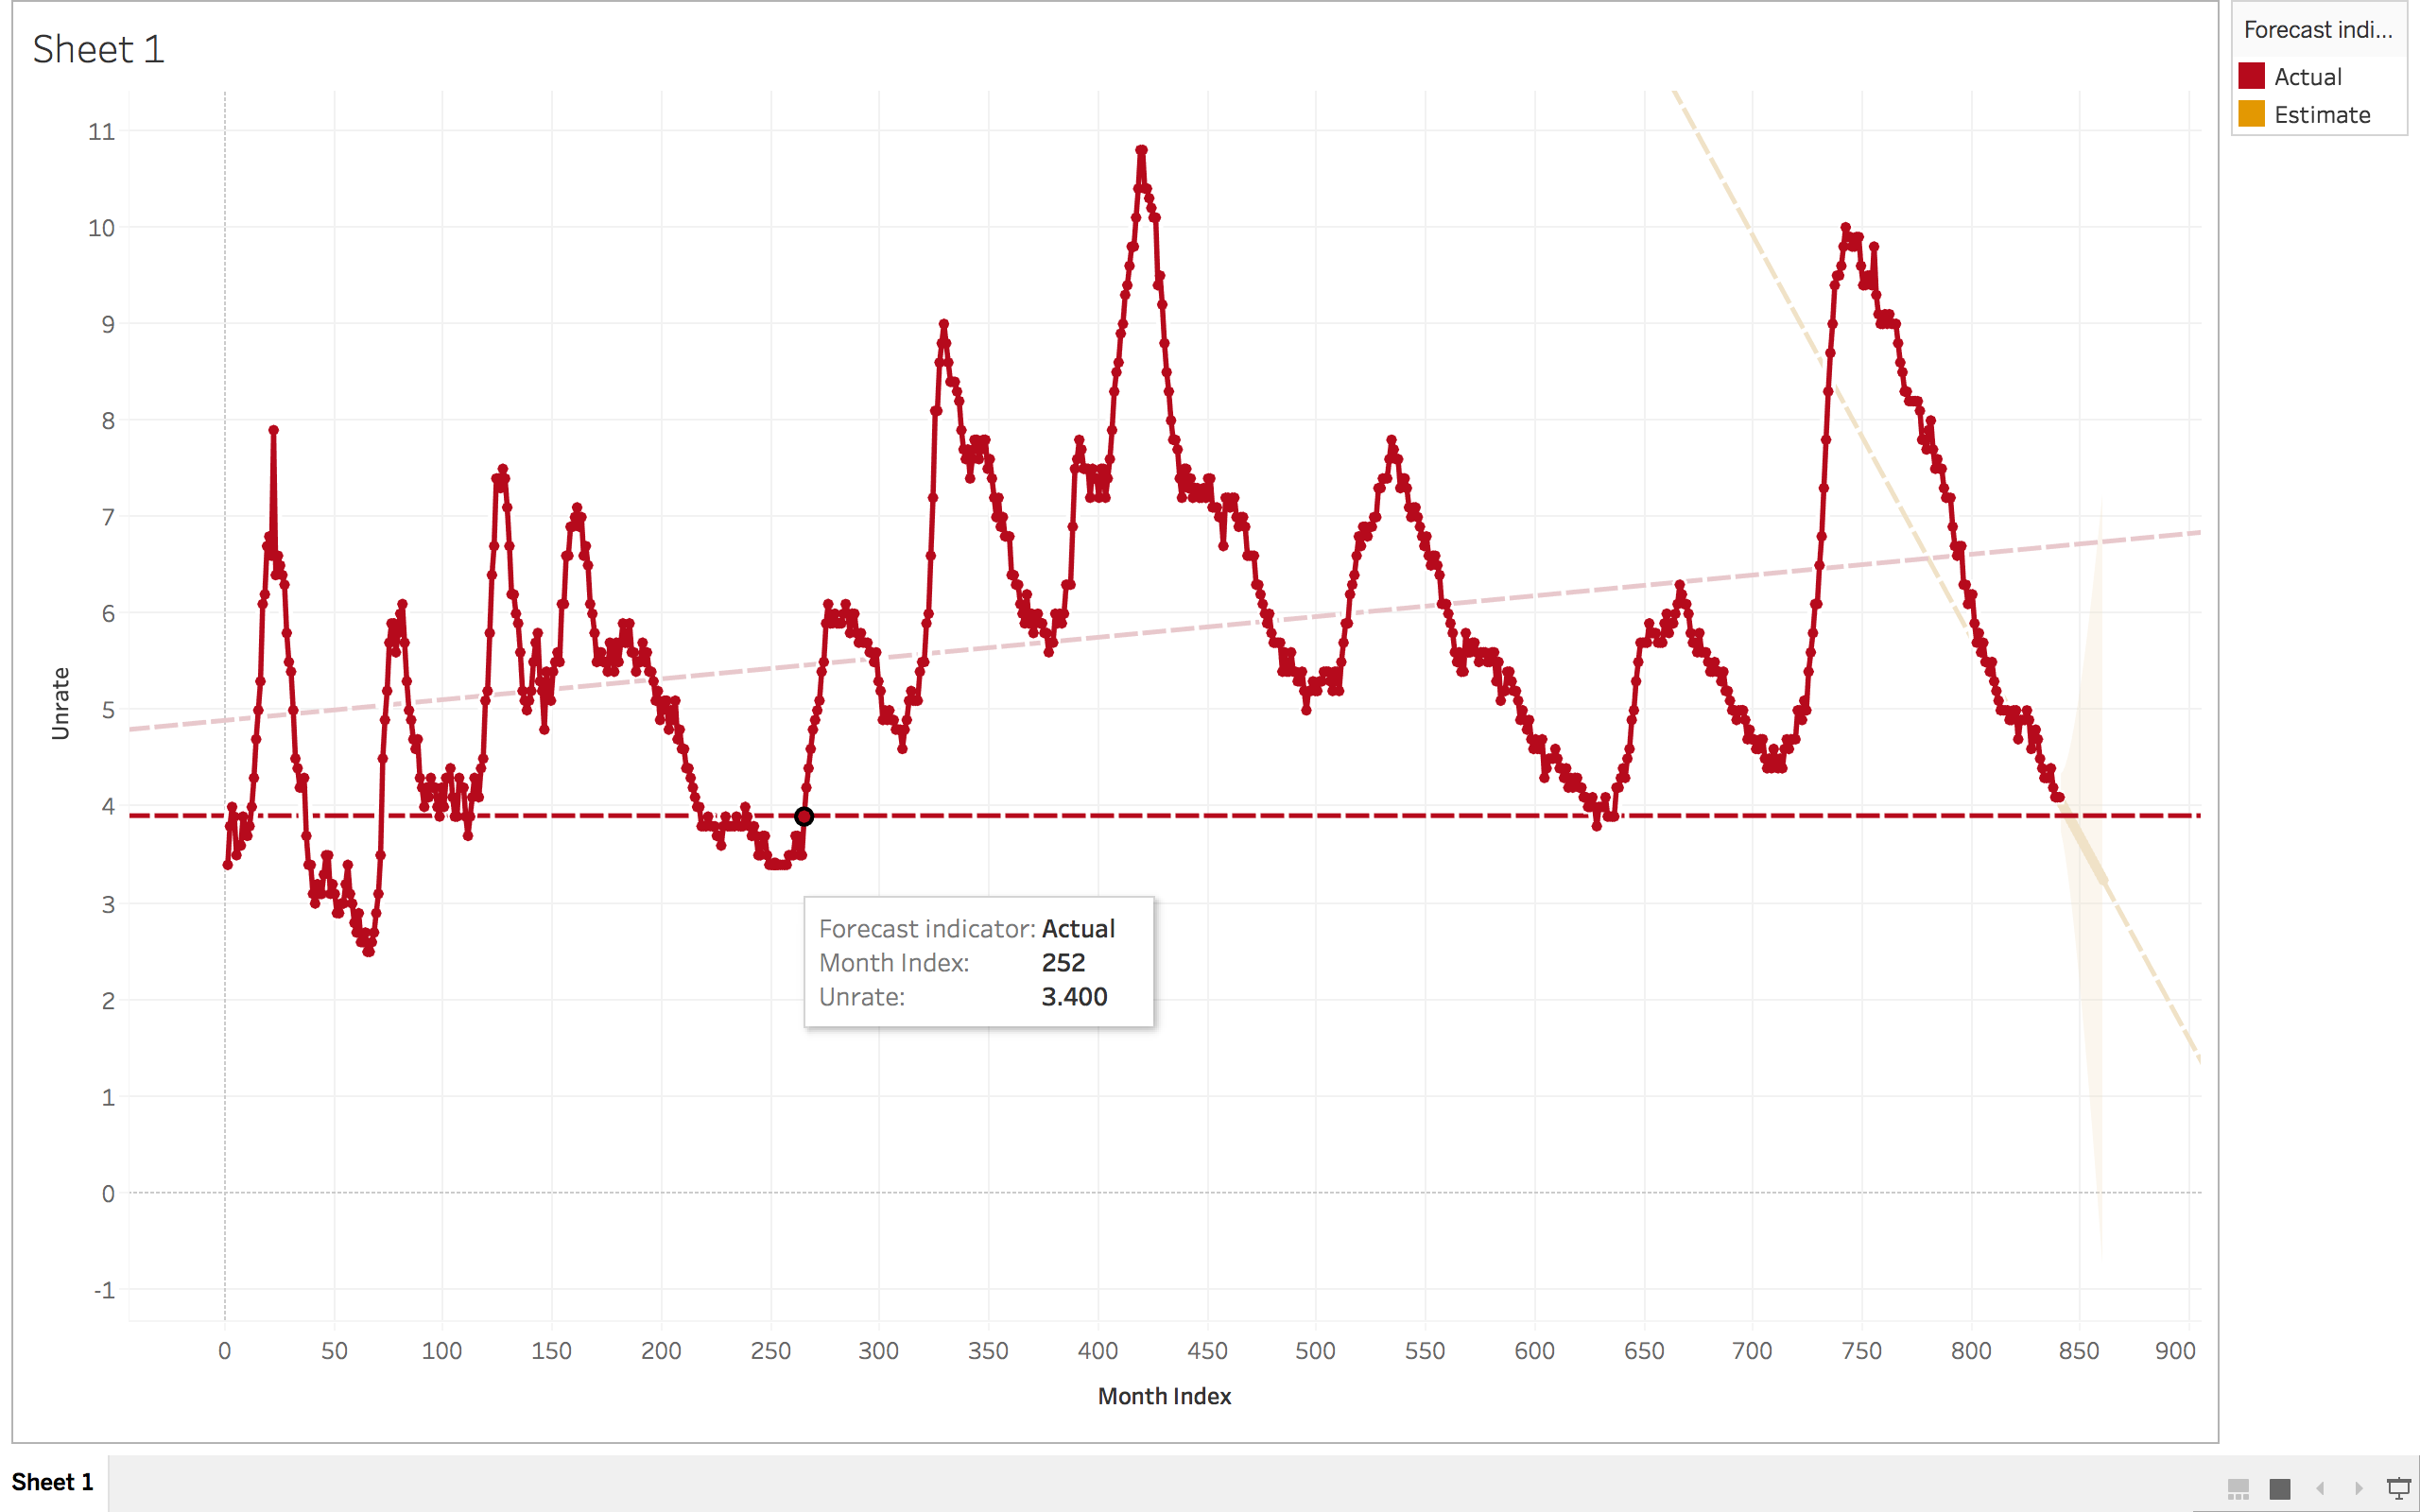 Sheet 1
Forecast indi...
Actual
Estimate
11
10
9
8
7
6
5
4
3
2
1
0
-1
Unrate
Forecast indicator: Actual
Month Index: 252
Unrate: 3.400
0 50 100 150 200 250 300 350 400 450 500 550 600 650 700 750 800 850 900
Month Index
Sheet 1